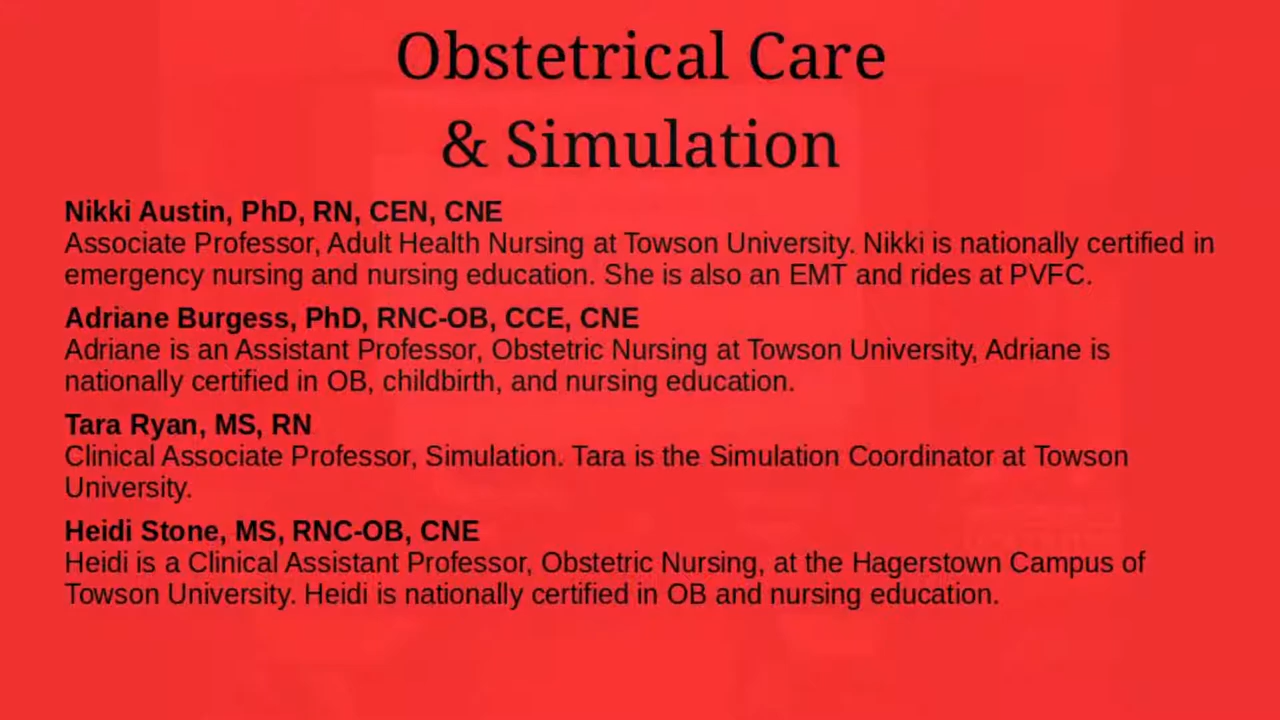 Obstetrical Care
& Simulation
Nikki Austin, PhD, RN, CEN, CNE
Associate Professor, Adult Health Nursing at Towson University. Nikki is nationally certified in
emergency nursing and nursing education. She is also an EMT and rides at PVFC.
Adriane Burgess, PhD, RNC-OB, CCE, CNE
Adriane is an Assistant Professor, Obstetric Nursing at Towson University, Adriane is
nationally certified in OB, childbirth, and nursing education.
Tara Ryan, MS, RN
Clinical Associate Professor, Simulation. Tara is the Simulation Coordinator at Towson
University.
Heidi Stone, MS, RNC-OB, CNE
Heidi is a Clinical Assistant Professor, Obstetric Nursing, at the Hagerstown Campus of
Towson University. Heidi is nationally certified in OB and nursing education.